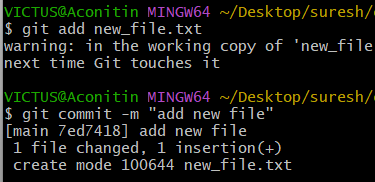 VICTUS@Aconitin MINGW64 ~/Desktop/suresh/
$ git add new_file.txt
warning: in the working copy of 'new_file
next time Git touches it
VICTUS@Aconitin MINGW64 ~/Desktop/suresh/
$ git commit -m "add new file"
[main 7ed7418] add new file
 1 file changed, 1 insertion(+)
 create mode 100644 new_file.txt